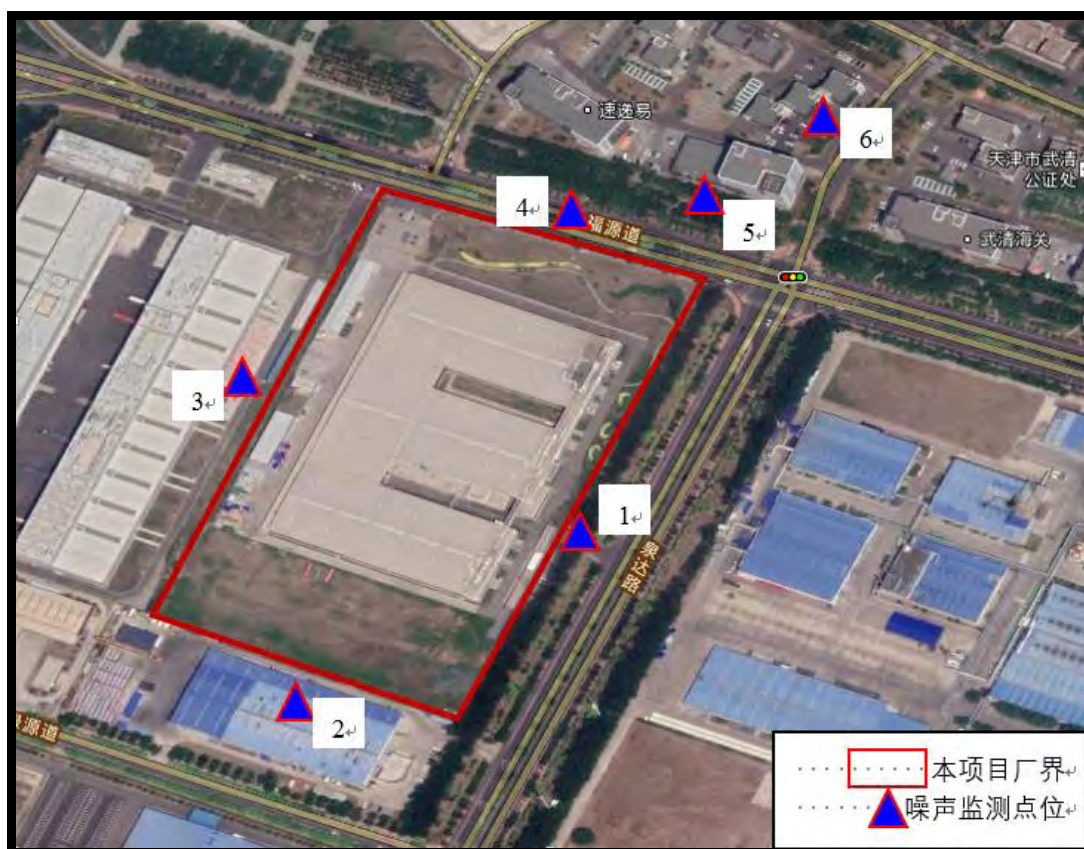 速递易
6↵
天津市武清
公证处
4↵
福源道
5↵
武清海关
3↵
1↵
泉达路
2↵
源道
本项目厂界↵
噪声监测点位↵